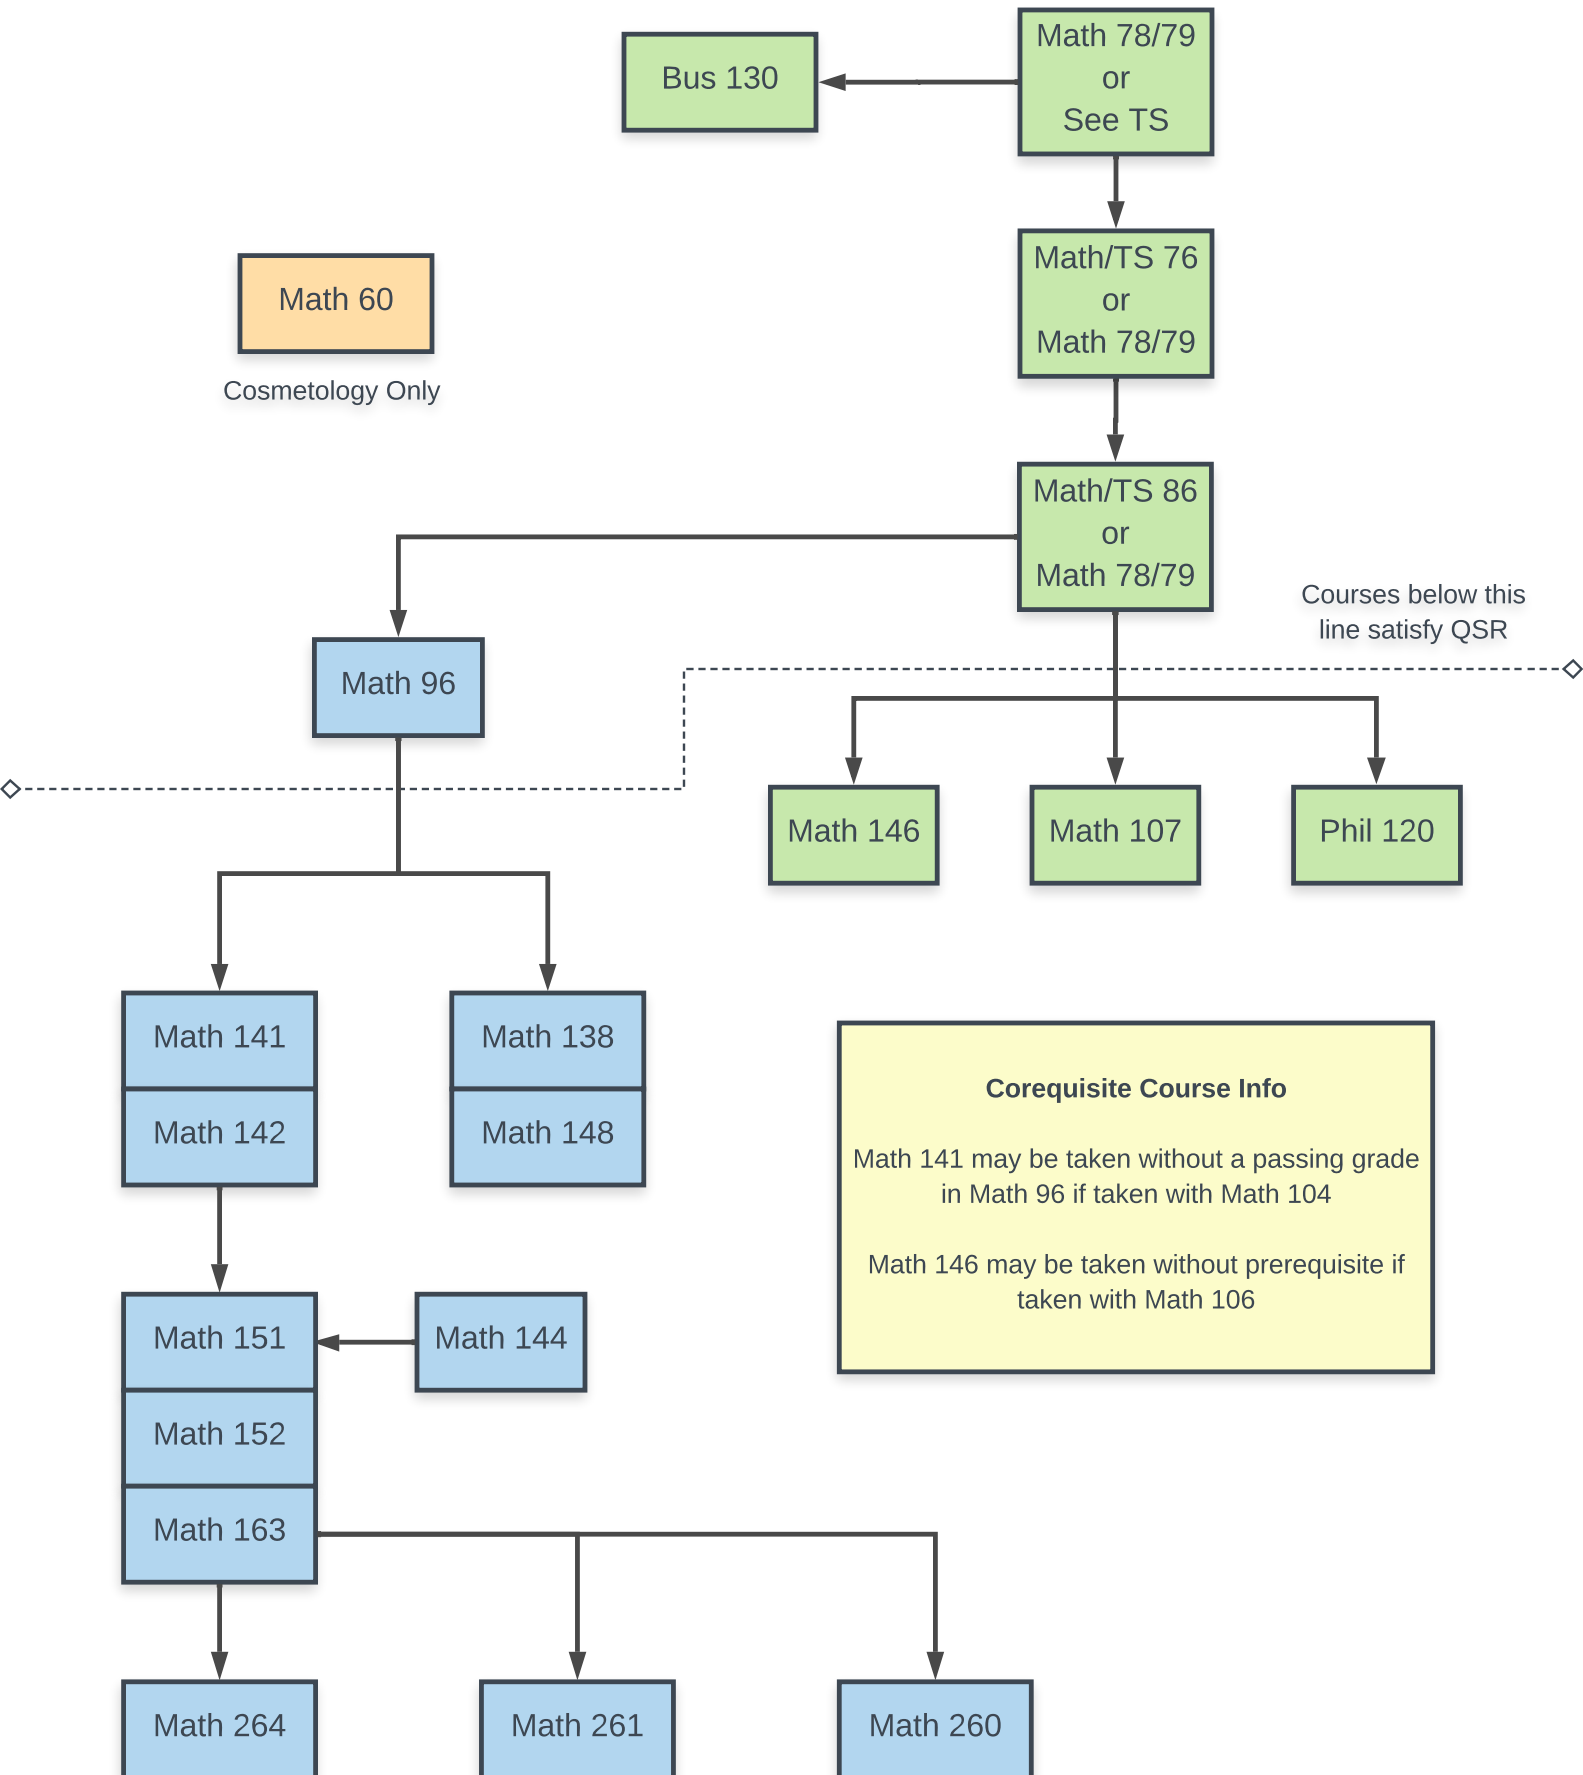 Math 78/79
or
See TS
Bus 130
Math/TS 76
or
Math 78/79
Math 60
Cosmetology Only
Math/TS 86
or
Math 78/79
Courses below this
line satisfy QSR
Math 96
Math 146
Math 107
Phil 120
Math 141
Math 138
Math 142
Math 148
Corequisite Course Info
Math 141 may be taken without a passing grade
in Math 96 if taken with Math 104
Math 146 may be taken without prerequisite if
taken with Math 106
Math 151
Math 144
Math 152
Math 163
Math 264
Math 261
Math 260